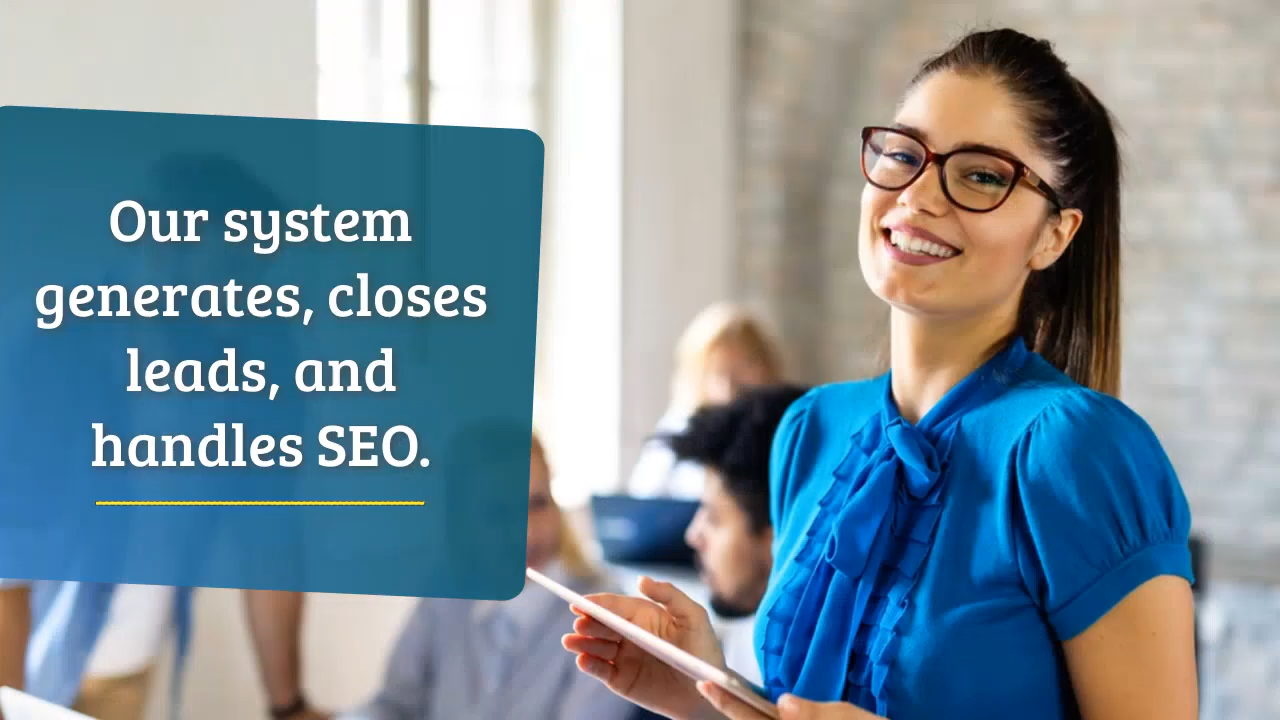 Our system
generates, closes
leads, and
handles SEO.